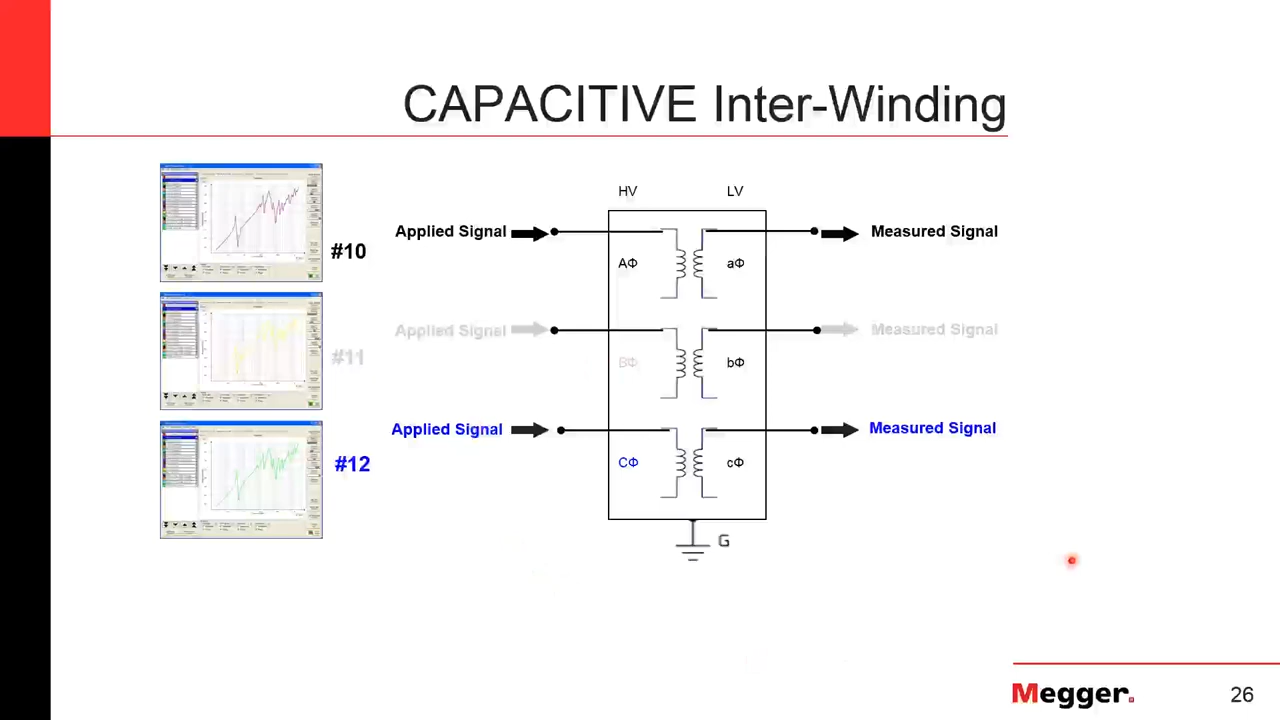 CAPACITIVE Inter-Winding
HV LV
Applied Signal Measured Signal
#10
AΦ aΦ
Applied Signal Measured Signal
#11
BΦ bΦ
Applied Signal Measured Signal
#12
CΦ cΦ
G
Megger.
26